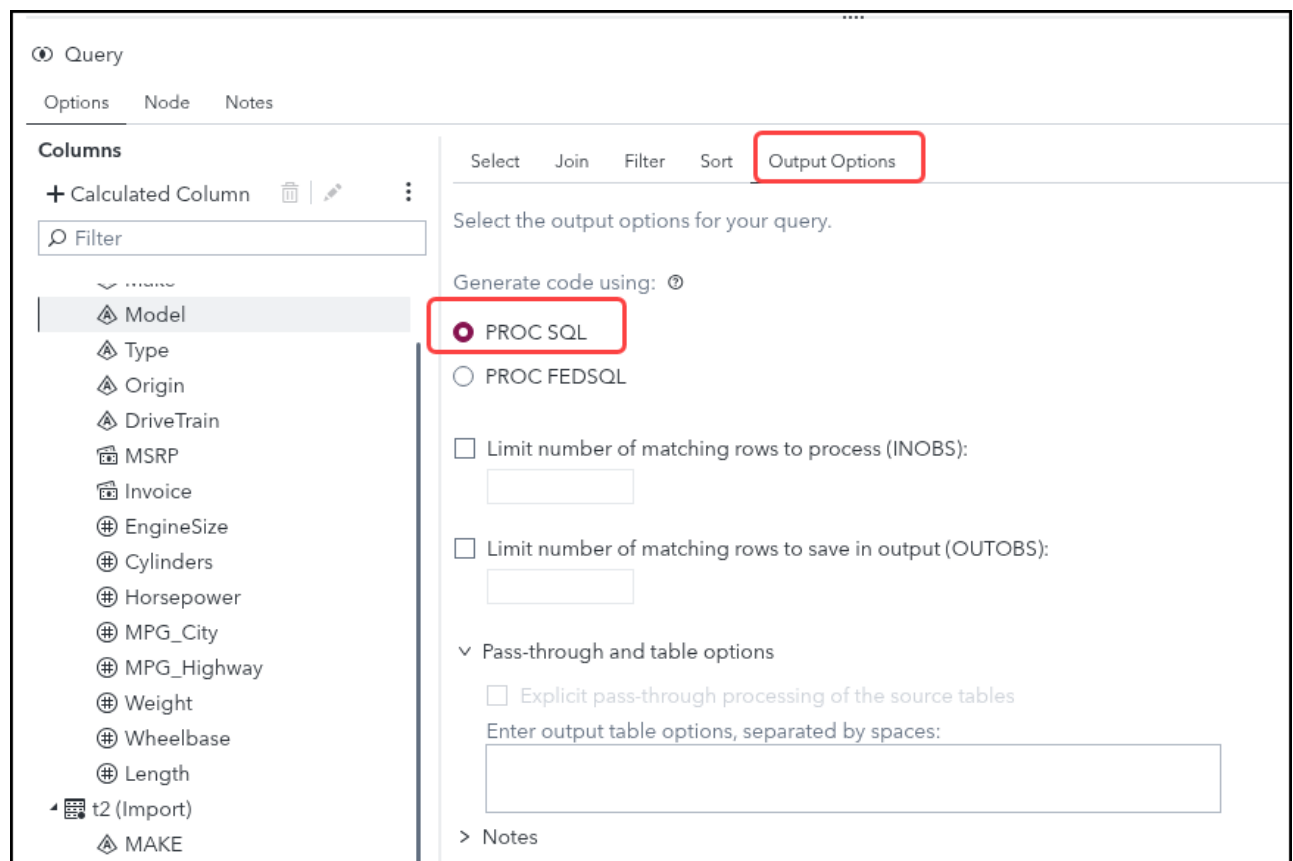 Query
Options Node Notes
Columns
Calculated Column
Filter
Model
Type
Origin
DriveTrain
MSRP
Invoice
EngineSize
Cylinders
Horsepower
MPG_City
MPG_Highway
Weight
Wheelbase
Length
t2 (Import)
MAKE
Select Join Filter Sort Output Options
Select the output options for your query.
Generate code using:
PROC SQL
PROC FEDSQL
Limit number of matching rows to process (INOBS):
Limit number of matching rows to save in output (OUTOBS):
Pass-through and table options
Explicit pass-through processing of the source tables
Enter output table options, separated by spaces:
Notes